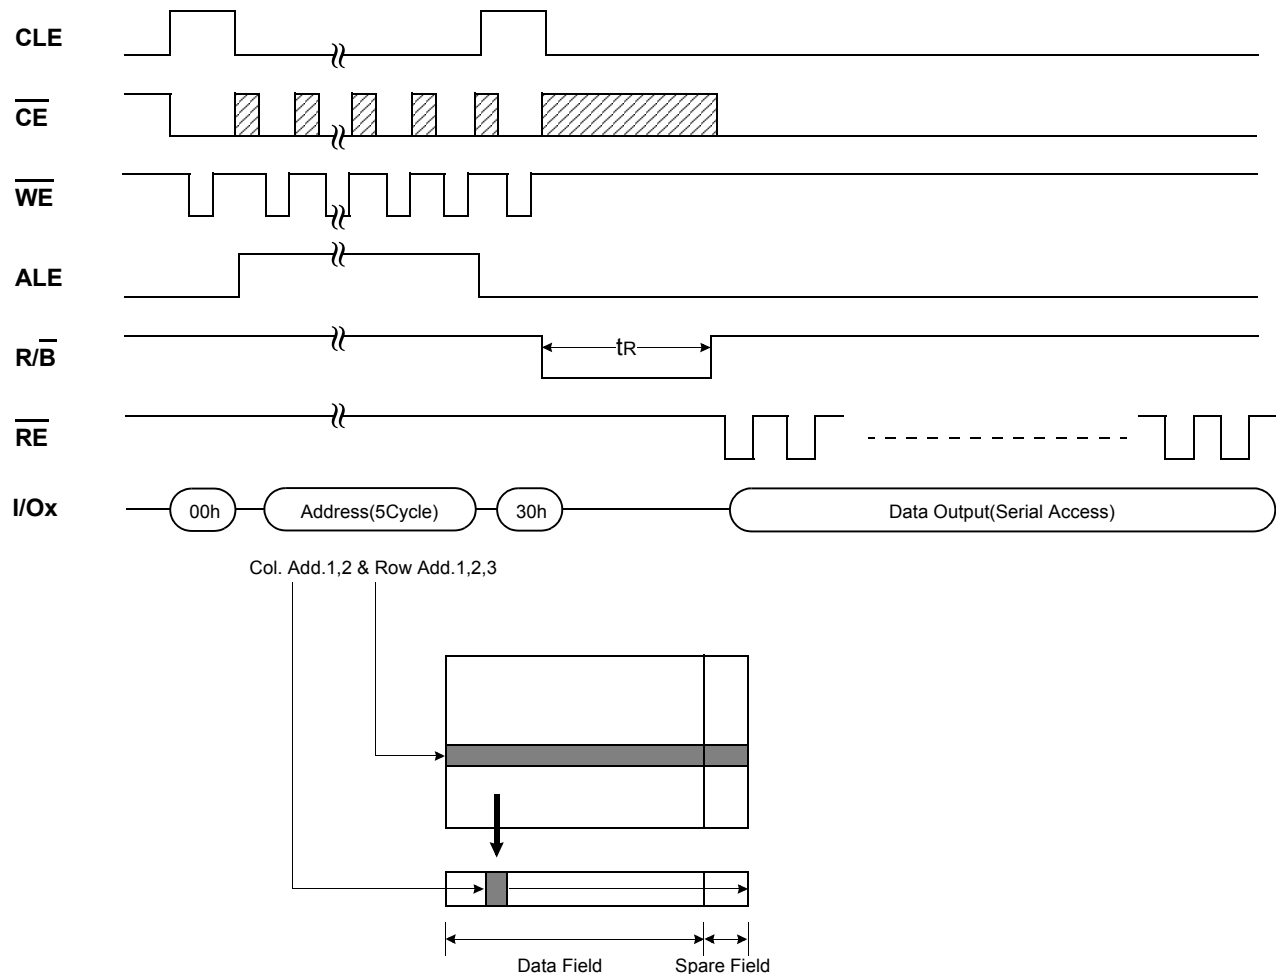 CLE
CE
WE
ALE
R/B
tR
RE
I/Ox
00h
Address(5Cycle)
30h
Data Output(Serial Access)
Col. Add.1,2 & Row Add.1,2,3
Data Field
Spare Field